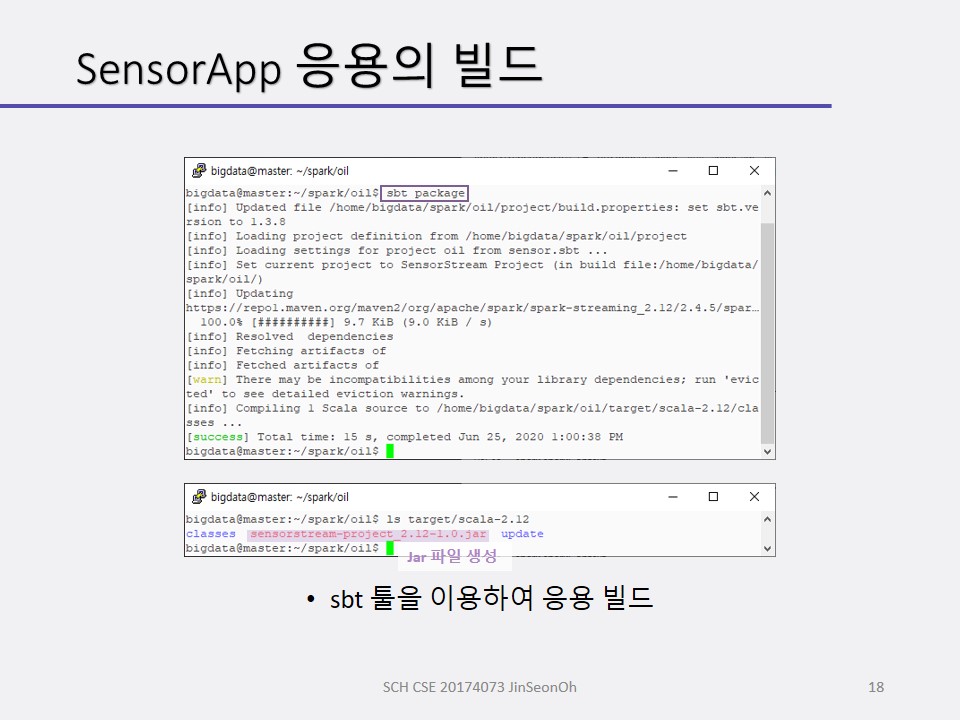 SensorApp 응용의 빌드
bigdata@master: ~/spark/oil
bigdata@master:~/spark/oil$ sbt package
[info] Updated file /home/bigdata/spark/oil/project/build.properties: set sbt.ve
rsion to 1.3.8
[info] Loading project definition from /home/bigdata/spark/oil/project
[info] Loading settings for project oil from sensor.sbt ...
[info] Set current project to SensorStream Project (in build file:/home/bigdata/
spark/oil/)
[info] Updating
https://repo1.maven.org/maven2/org/apache/spark/spark-streaming_2.12/2.4.5/spar...
100.0% [##########] 9.7 KiB (9.0 KiB / s)
[info] Resolved  dependencies
[info] Fetching artifacts of
[info] Fetched artifacts of
[warn] There may be incompatibilities among your library dependencies; run 'evic
ted' to see detailed eviction warnings.
[info] Compiling 1 Scala source to /home/bigdata/spark/oil/target/scala-2.12/cla
sses ...
[success] Total time: 15 s, completed Jun 25, 2020 1:00:38 PM
bigdata@master:~/spark/oil$
bigdata@master: ~/spark/oil
bigdata@master:~/spark/oil$ ls target/scala-2.12
classes  sensorstream-project_2.12-1.0.jar  update
bigdata@master:~/spark/oil$
Jar 파일 생성
• sbt 툴을 이용하여 응용 빌드
SCH CSE 20174073 JinSeonOh
18